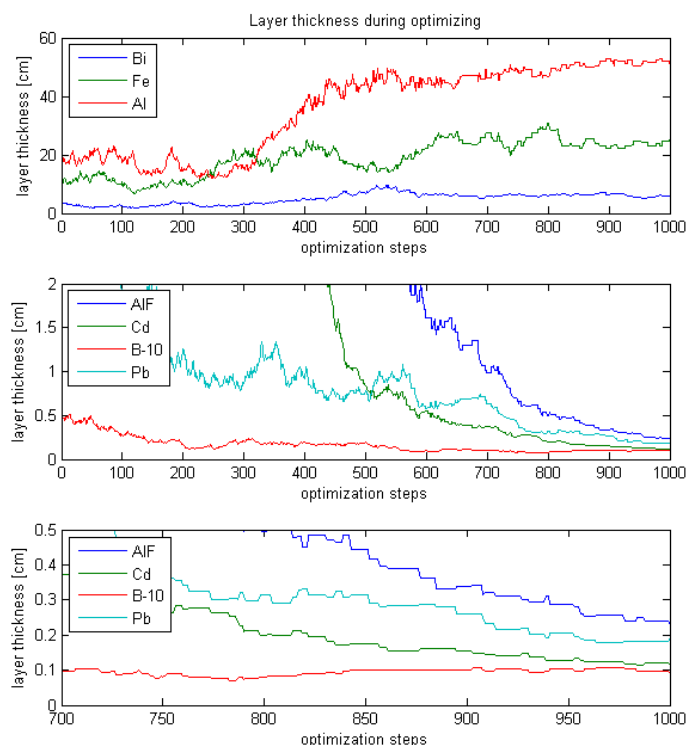 Layer thickness during optimizing
layer thickness [cm]
60
40
20
0
Bi
Fe
Al
0 100 200 300 400 500 600 700 800 900 1000
optimization steps
layer thickness [cm]
2
1.5
1
0.5
0
AlF
Cd
B-10
Pb
0 100 200 300 400 500 600 700 800 900 1000
optimization steps
layer thickness [cm]
0.5
0.4
0.3
0.2
0.1
0
AlF
Cd
B-10
Pb
700 750 800 850 900 950 1000
optimization steps